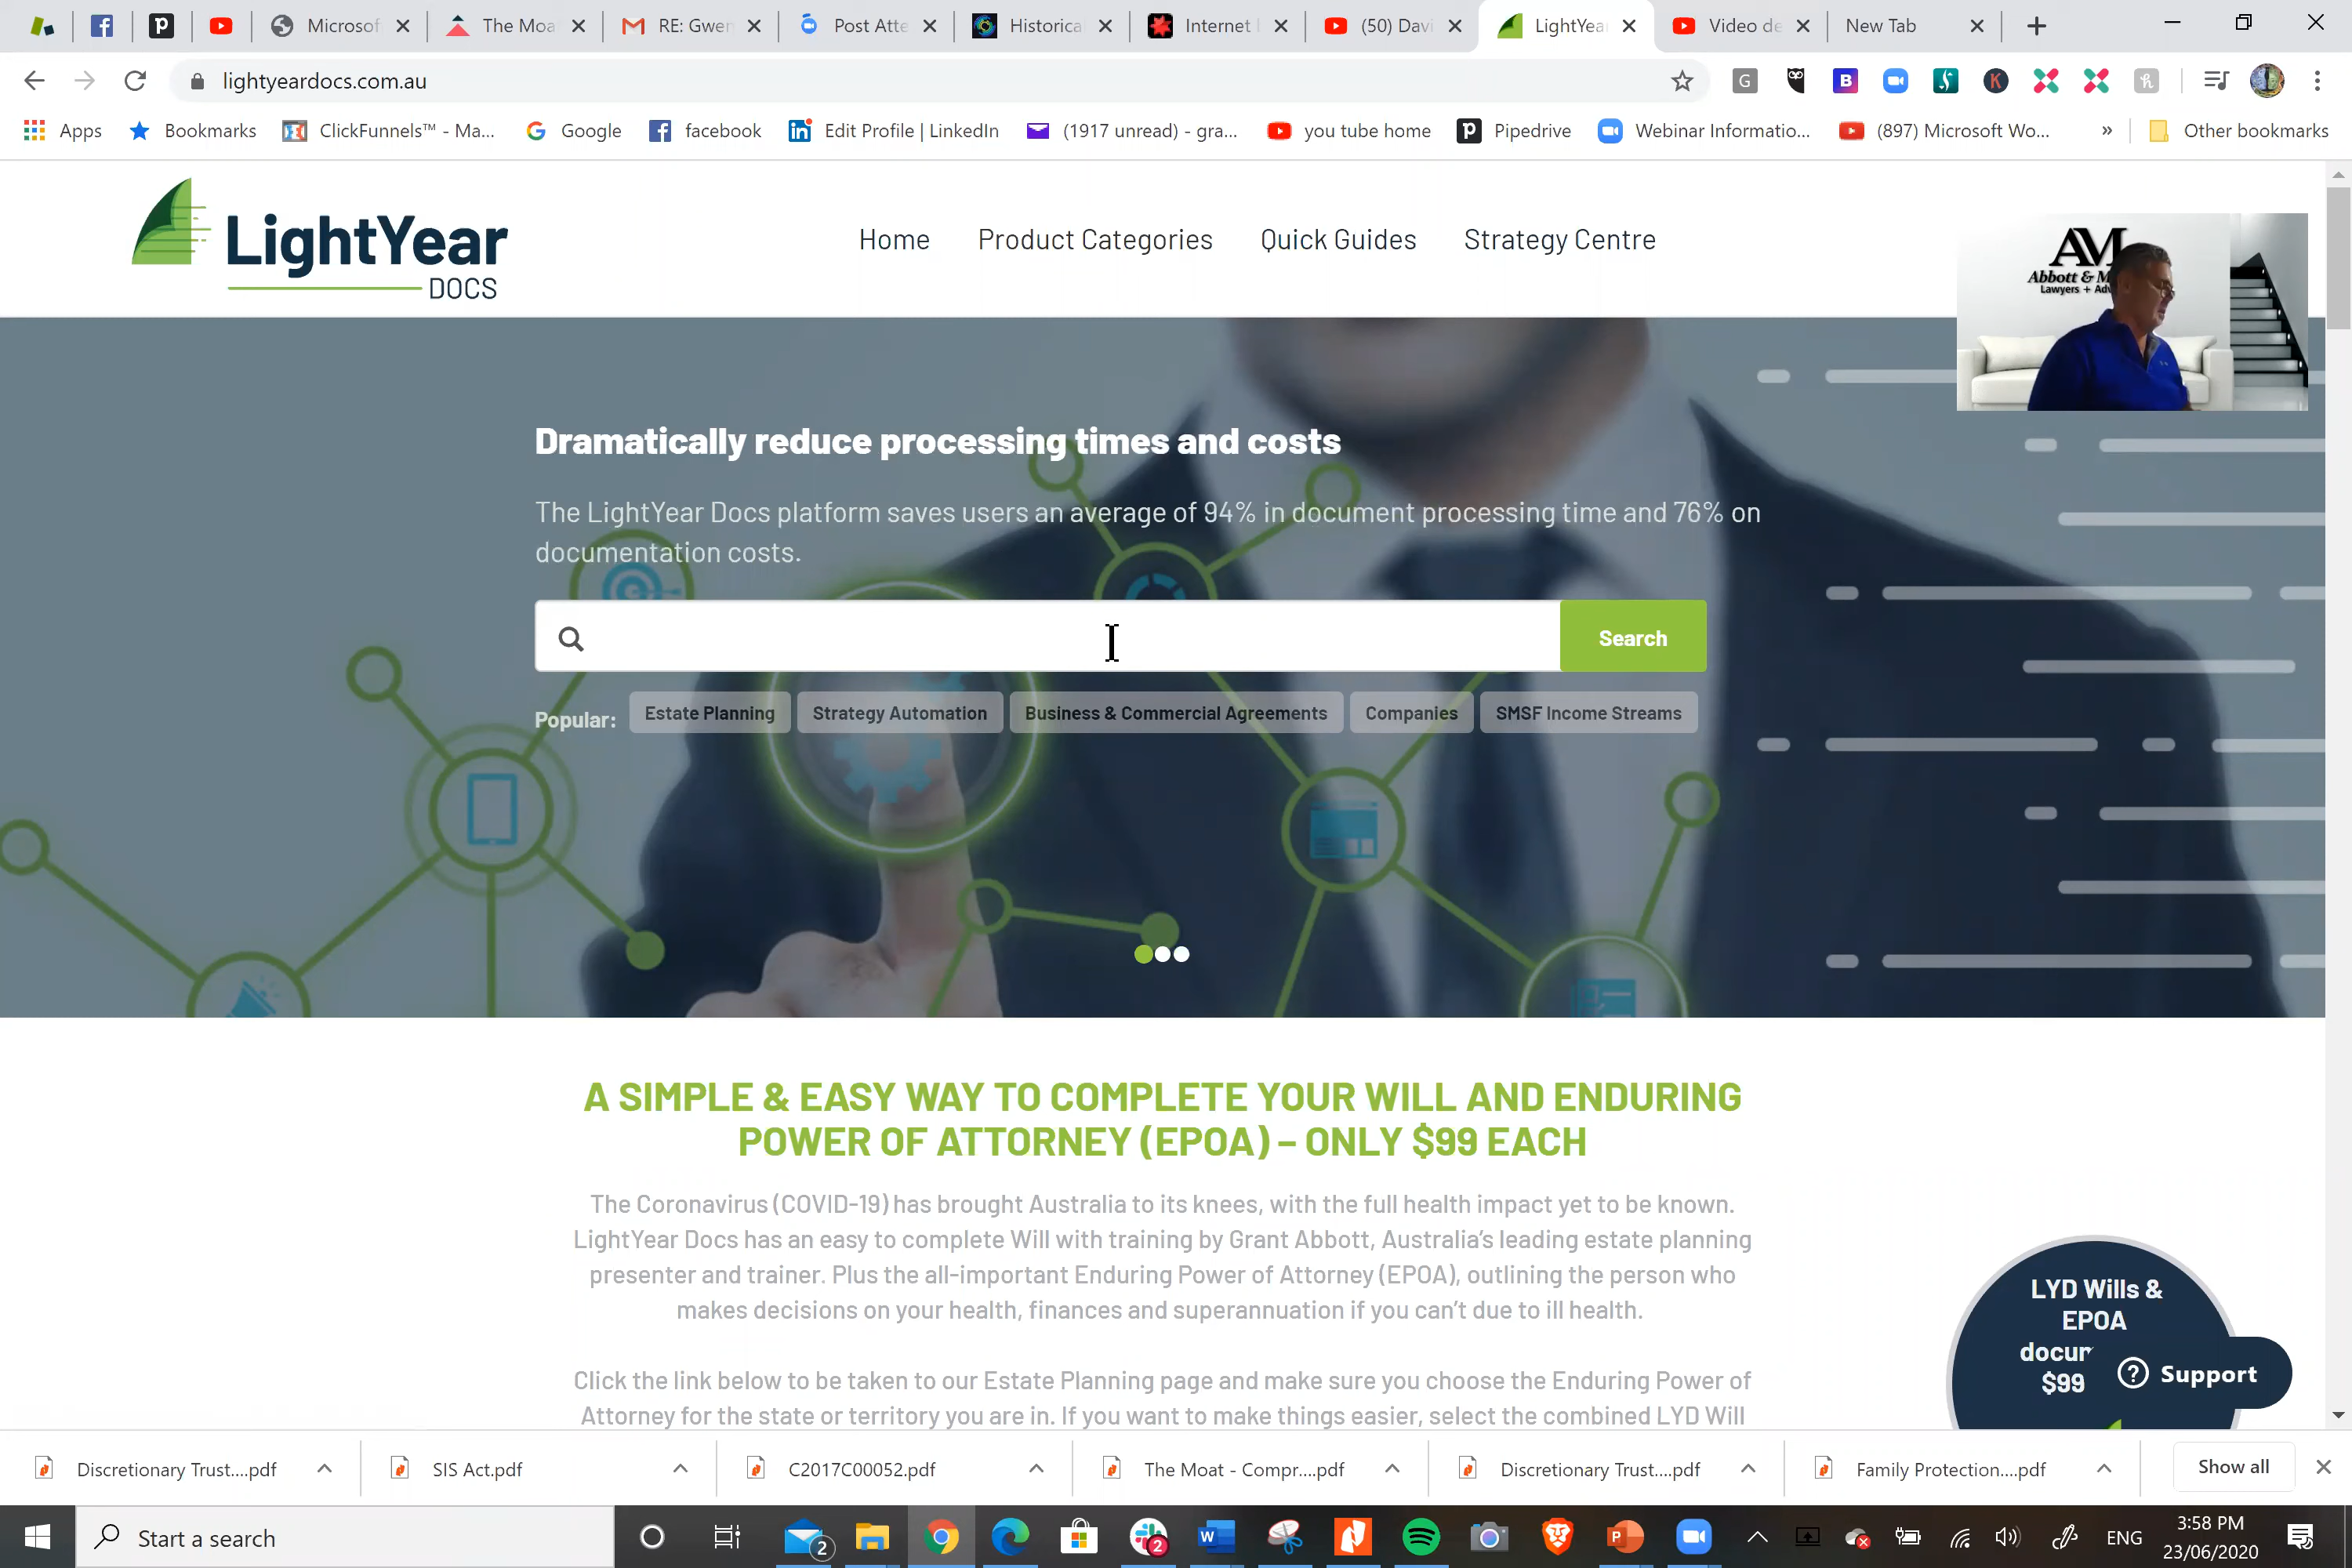 Microsof
The Moa
RE: Gwen
Post Atte
Historica
Internet
(50) Davi
LightYea
Video de
New Tab
lightyeardocs.com.au
Apps
Bookmarks
ClickFunnels™ - Ma...
Google
facebook
Edit Profile | LinkedIn
(1917 unread) - gra...
you tube home
Pipedrive
Webinar Informatio...
(897) Microsoft Wo...
»
Other bookmarks
LightYear
DOCS
Home
Product Categories
Quick Guides
Strategy Centre
AM
Abbott & M
Lawyers + Adv
Dramatically reduce processing times and costs
The LightYear Docs platform saves users an average of 94% in document processing time and 76% on
documentation costs.
Search
Popular:
Estate Planning
Strategy Automation
Business & Commercial Agreements
Companies
SMSF Income Streams
A SIMPLE & EASY WAY TO COMPLETE YOUR WILL AND ENDURING
POWER OF ATTORNEY (EPOA) – ONLY $99 EACH
The Coronavirus (COVID-19) has brought Australia to its knees, with the full health impact yet to be known.
LightYear Docs has an easy to complete Will with training by Grant Abbott, Australia's leading estate planning
presenter and trainer. Plus the all-important Enduring Power of Attorney (EPOA), outlining the person who
makes decisions on your health, finances and superannuation if you can't due to ill health.
Click the link below to be taken to our Estate Planning page and make sure you choose the Enduring Power of
Attorney for the state or territory you are in. If you want to make things easier, select the combined LYD Will
LYD Wills &
EPOA
docum
$99
Support
Discretionary Trust....pdf
SIS Act.pdf
C2017C00052.pdf
The Moat - Compr....pdf
Discretionary Trust....pdf
Family Protection....pdf
Show all
Start a search
2
2
ENG
3:58 PM
23/06/2020